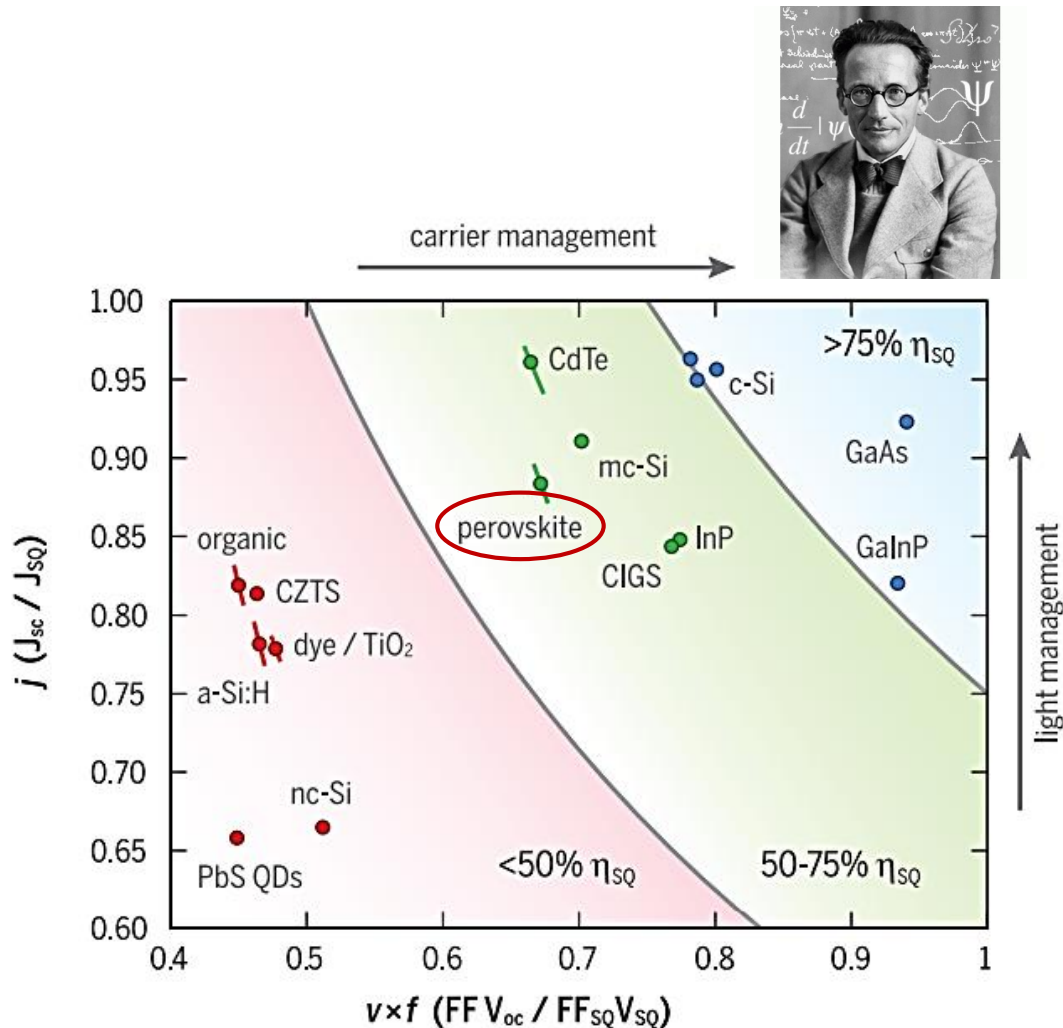 d
dt
| ψ
Ψ
carrier management
1.00
0.95
0.90
0.85
0.80
0.75
0.70
0.65
0.60
j (Jsc / JSQ)
>75% ηSQ
CdTe
c-Si
GaAs
mc-Si
perovskite
InP
GaInP
CIGS
organic
CZTS
dye / TiO₂
a-Si:H
nc-Si
PbS QDs
<50% ηSQ
50-75% ηSQ
light management
0.4 0.5 0.6 0.7 0.8 0.9 1
v×f (FF Voc / FFSQVSQ)